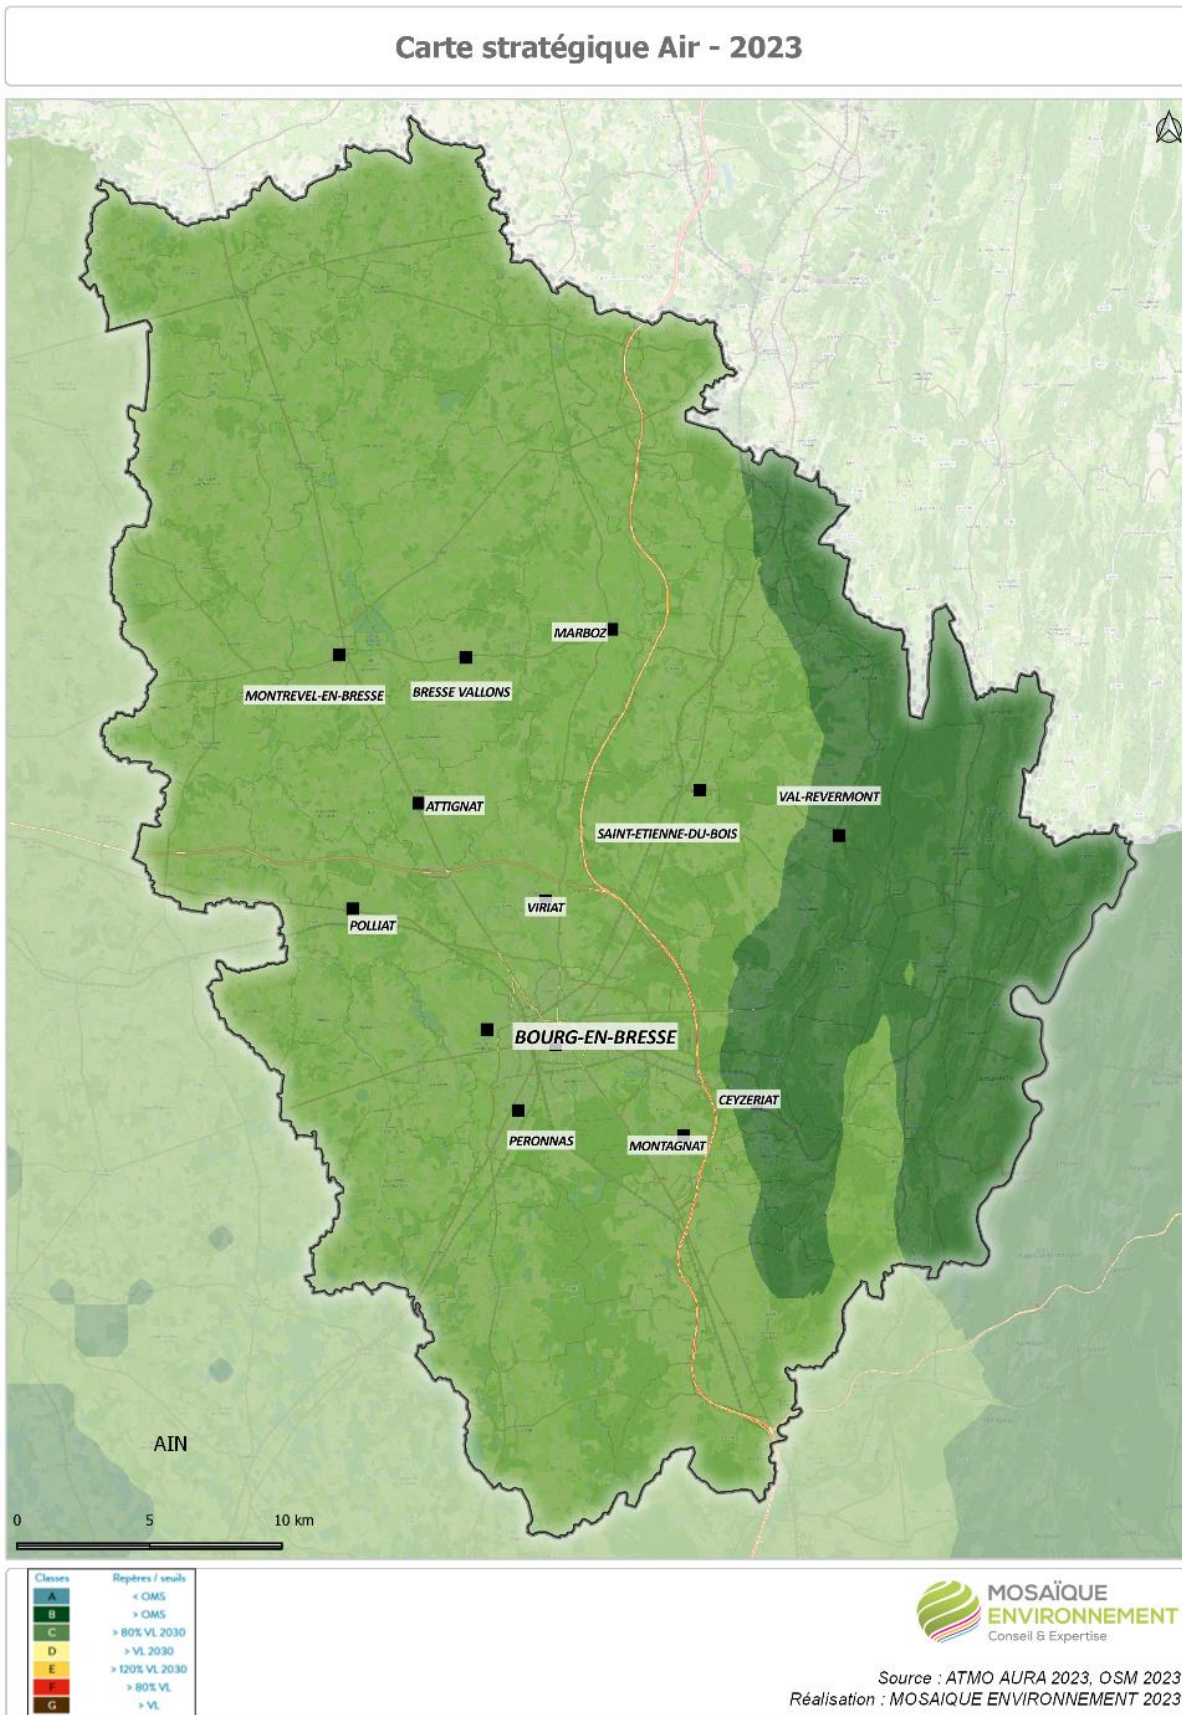 Carte stratégique Air - 2023
MARBOZ
MONTREVEL-EN-BRESSE
BRESSE VALLONS
ATTIGNAT
VAL-REVERMONT
SAINT-ETIENNE-DU-BOIS
VIRIAT
POLLIAT
BOURG-EN-BRESSE
CEYZERIAT
PERONNAS
MONTAGNAT
AIN
0 5 10 km
Classes Repères / seuils
A < OMS
B > OMS
C > 80% VL 2030
D > VL 2030
E > 120% VL 2030
F > 80% VL
G > VL
MOSAÏQUE
ENVIRONNEMENT
Conseil & Expertise
Source : ATMO AURA 2023, OSM 2023
Réalisation : MOSAIQUE ENVIRONNEMENT 2023